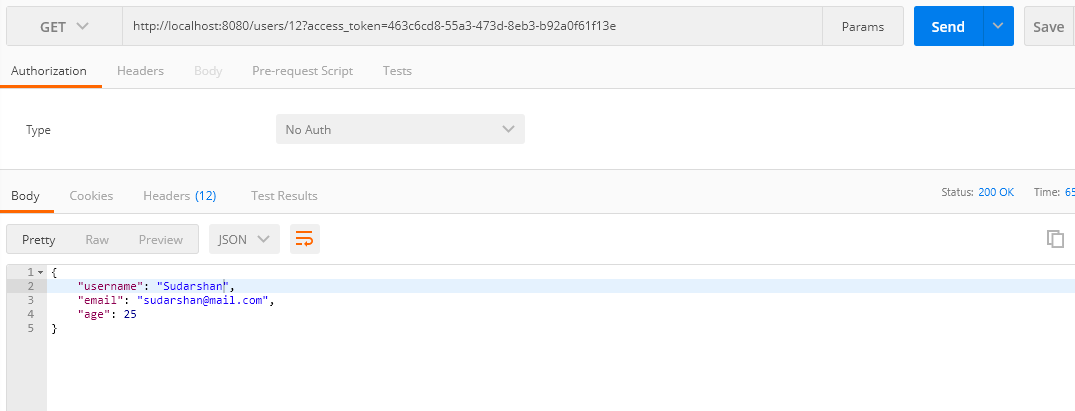 GET http://localhost:8080/users/12?access_token=463c6cd8-55a3-473d-8eb3-b92a0f61f13e Params Send Save
Authorization Headers Body Pre-request Script Tests
Type No Auth
Body Cookies Headers (12) Test Results Status: 200 OK Time: 65
Pretty Raw Preview JSON
1 {
2 "username": "Sudarshan",
3 "email": "sudarshan@mail.com",
4 "age": 25
5 }